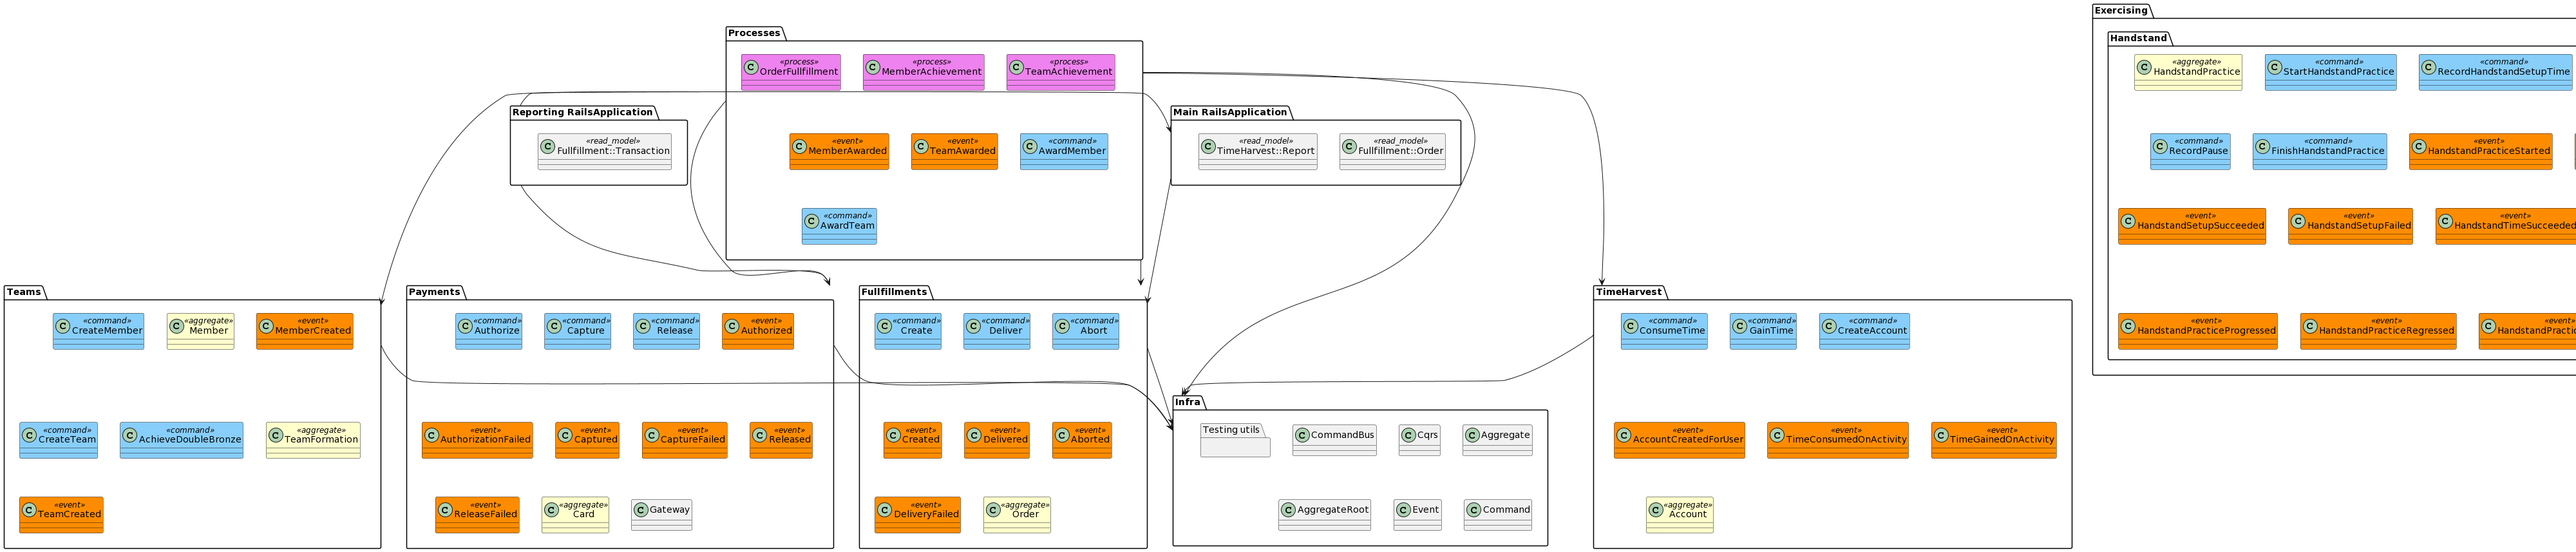 Processes
«process»
OrderFullfillment
«process»
MemberAchievement
«process»
TeamAchievement
«event»
MemberAwarded
«event»
TeamAwarded
«command»
AwardMember
«command»
AwardTeam
Reporting RailsApplication
«read_model»
Fullfillment::Transaction
Main RailsApplication
«read_model»
TimeHarvest::Report
«read_model»
Fullfillment::Order
Exercising
Handstand
«aggregate»
HandstandPractice
«command»
StartHandstandPractice
«command»
RecordHandstandSetupTime
«command»
RecordPause
«command»
FinishHandstandPractice
«event»
HandstandPracticeStarted
«event»
HandstandSetupSucceeded
«event»
HandstandSetupFailed
«event»
HandstandTimeSucceeded
«event»
HandstandPracticeProgressed
«event»
HandstandPracticeRegressed
«event»
Teams
«command»
CreateMember
«aggregate»
Member
«event»
MemberCreated
«command»
CreateTeam
«command»
AchieveDoubleBronze
«aggregate»
TeamFormation
«event»
TeamCreated
Payments
«command»
Authorize
«command»
Capture
«command»
Release
«event»
Authorized
«event»
AuthorizationFailed
«event»
Captured
«event»
CaptureFailed
«event»
Released
«event»
ReleaseFailed
«aggregate»
Card
Gateway
Fullfillments
«command»
Create
«command»
Deliver
«command»
Abort
«event»
Created
«event»
Delivered
«event»
Aborted
«event»
DeliveryFailed
«aggregate»
Order
Infra
Testing utils
CommandBus
Cqrs
Aggregate
AggregateRoot
Event
Command
TimeHarvest
«command»
ConsumeTime
«command»
GainTime
«command»
CreateAccount
«event»
AccountCreatedForUser
«event»
TimeConsumedOnActivity
«event»
TimeGainedOnActivity
«aggregate»
Account